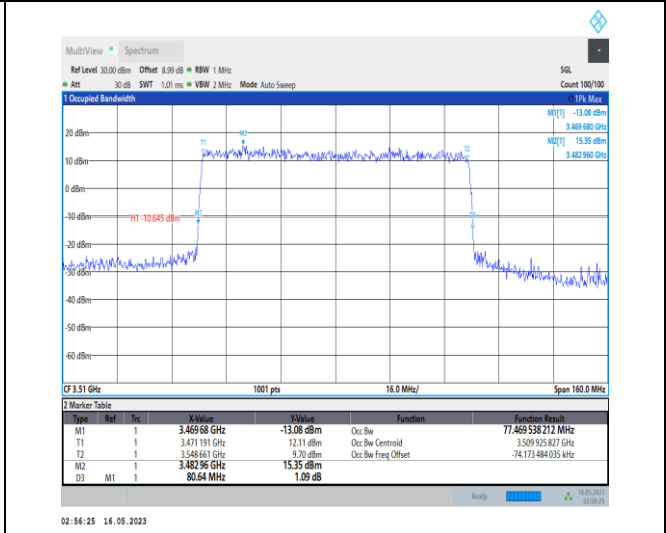 MultiView Spectrum
Ref Level 30.00 dBm Offset 8.99 dB RBW 1 MHz SGL
Att 30 dB SWT 1.01 ms VBW 2 MHz Mode Auto Sweep Count 100/100
1 Occupied Bandwidth 1Pk Max
M1[1] -13.08 dBm
3.469 680 GHz
M2[1] 15.35 dBm
3.482 960 GHz
20 dBm
T1 M2 T2
10 dBm
0 dBm
-10 dBm
H1 -10.645 dBm
M1
D3
-20 dBm
-30 dBm
-40 dBm
-50 dBm
-60 dBm
CF 3.51 GHz 1001 pts 16.0 MHz/ Span 160.0 MHz
2 Marker Table
Type Ref Trc X-Value Y-Value Function Function Result
M1 1 3.469 68 GHz -13.08 dBm Occ Bw 77.469 538 212 MHz
T1 1 3.471 191 GHz 12.11 dBm Occ Bw Centroid 3.509 925 827 GHz
T2 1 3.548 661 GHz 9.70 dBm Occ Bw Freq Offset -74.173 484 035 kHz
M2 1 3.482 96 GHz 15.35 dBm
D3 M1 1 80.64 MHz 1.09 dB
Ready 16.05.2023
02:56:25
02:56:25 16.05.2023